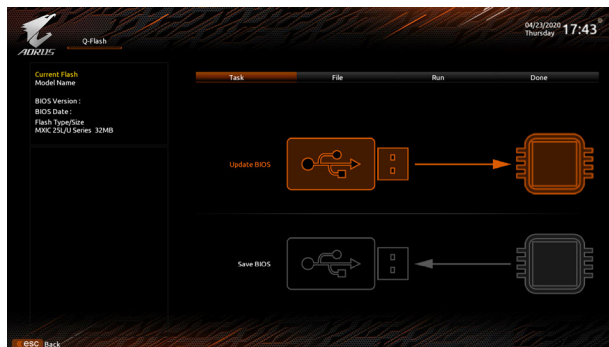 AORUS
Q-Flash
04/23/2020
Thursday
17:43
Current Flash
Model Name
BIOS Version :
BIOS Date :
Flash Type/Size
MXIC 25L/U Series 32MB
Task File Run Done
Update BIOS
Save BIOS
esc Back